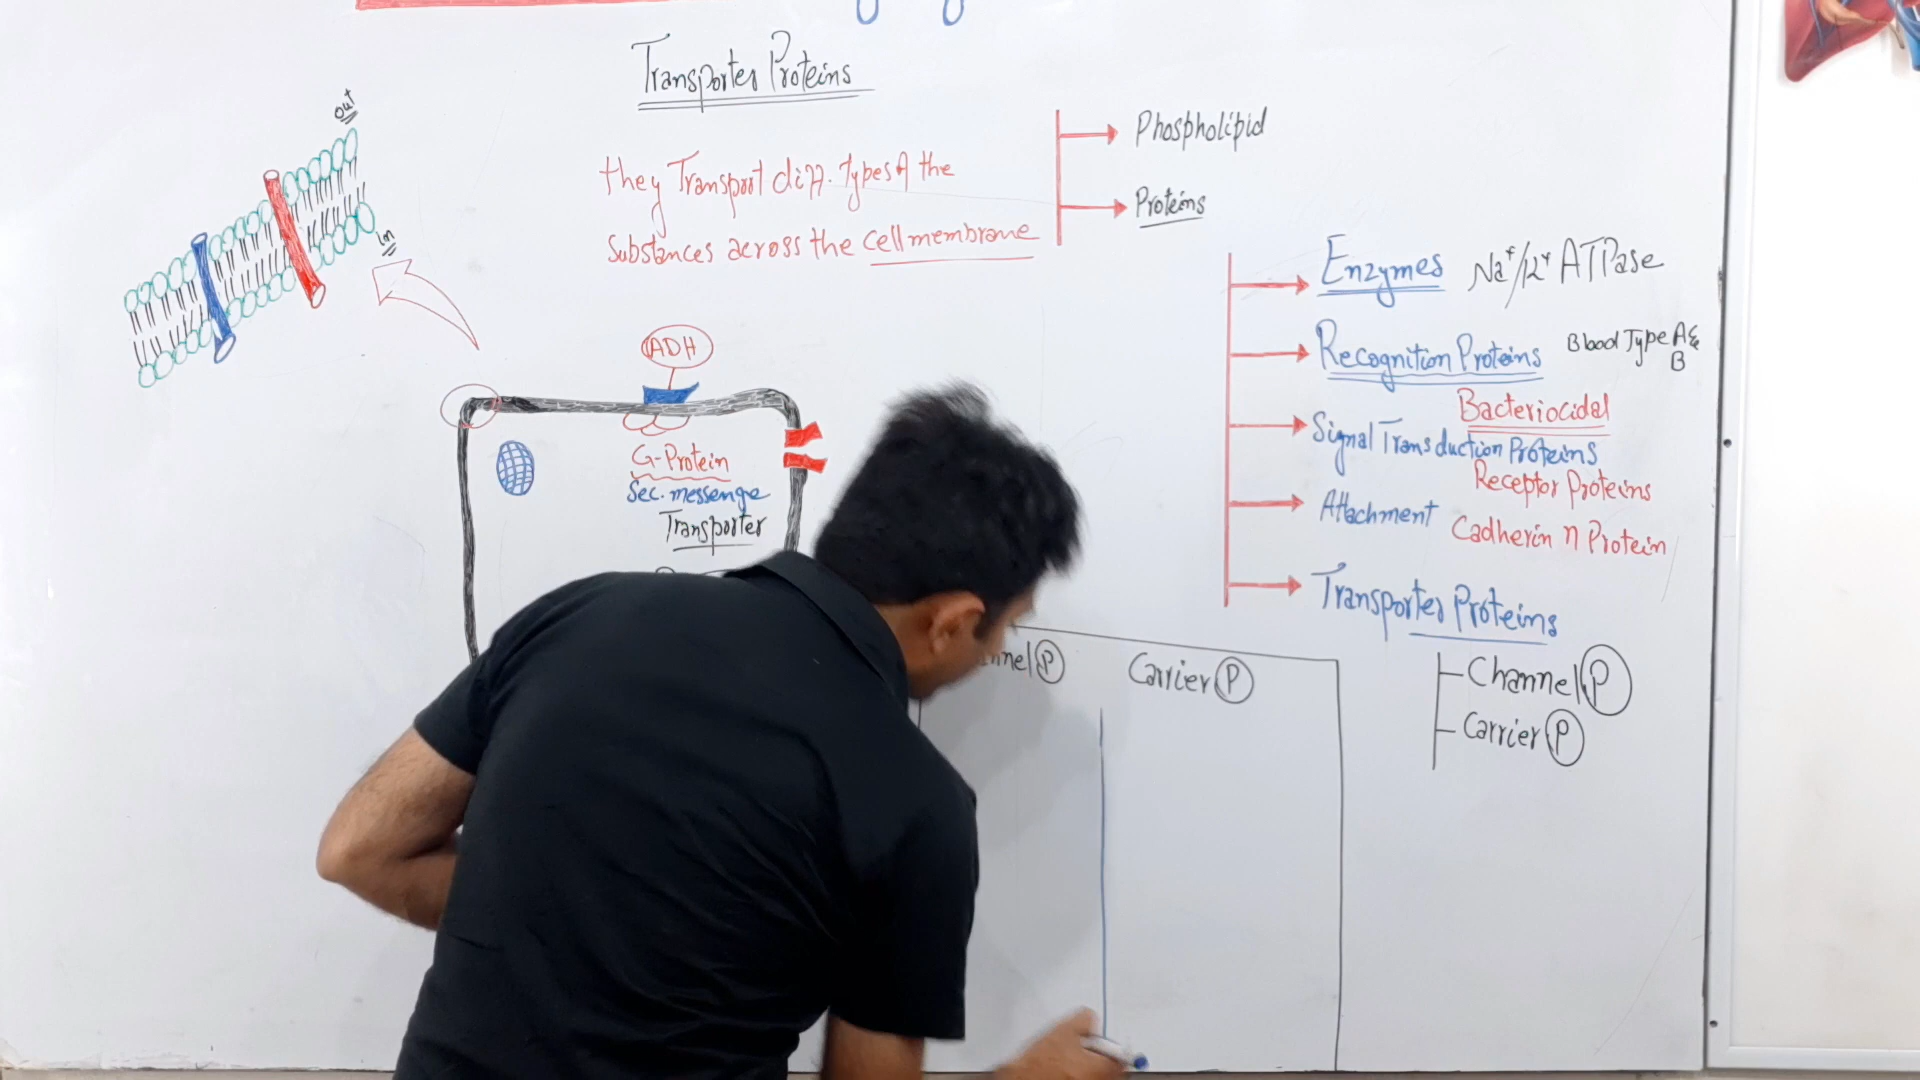 Transporter Proteins
out
in
they Transport diff. types of the
Substances across the Cell membrane
Phospholipid
Proteins
Enzymes Na+/K+ ATPase
Recognition Proteins Blood Type A &
B
Bacteriocidal
Signal Transduction Proteins
Receptor Proteins
Attachment Cadherin n Protein
Transporter Proteins
Channel P
Carrier P
ADH
G-Protein
Sec. messenge
Transporter
nnel P
Carrier P